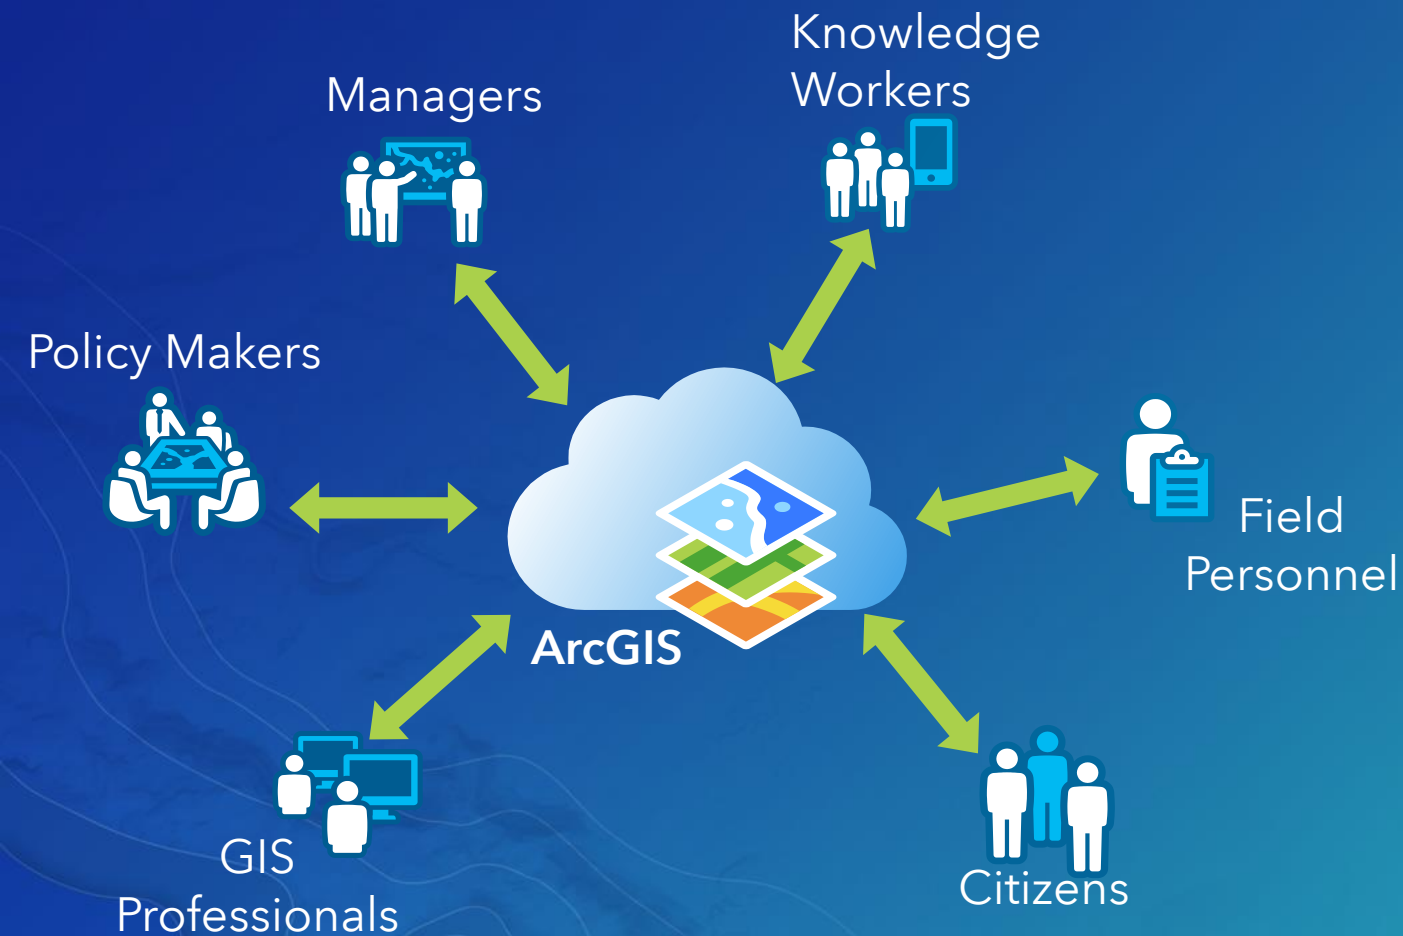 Knowledge
Workers
Managers
Policy Makers
Field
Personnel
ArcGIS
GIS
Professionals
Citizens